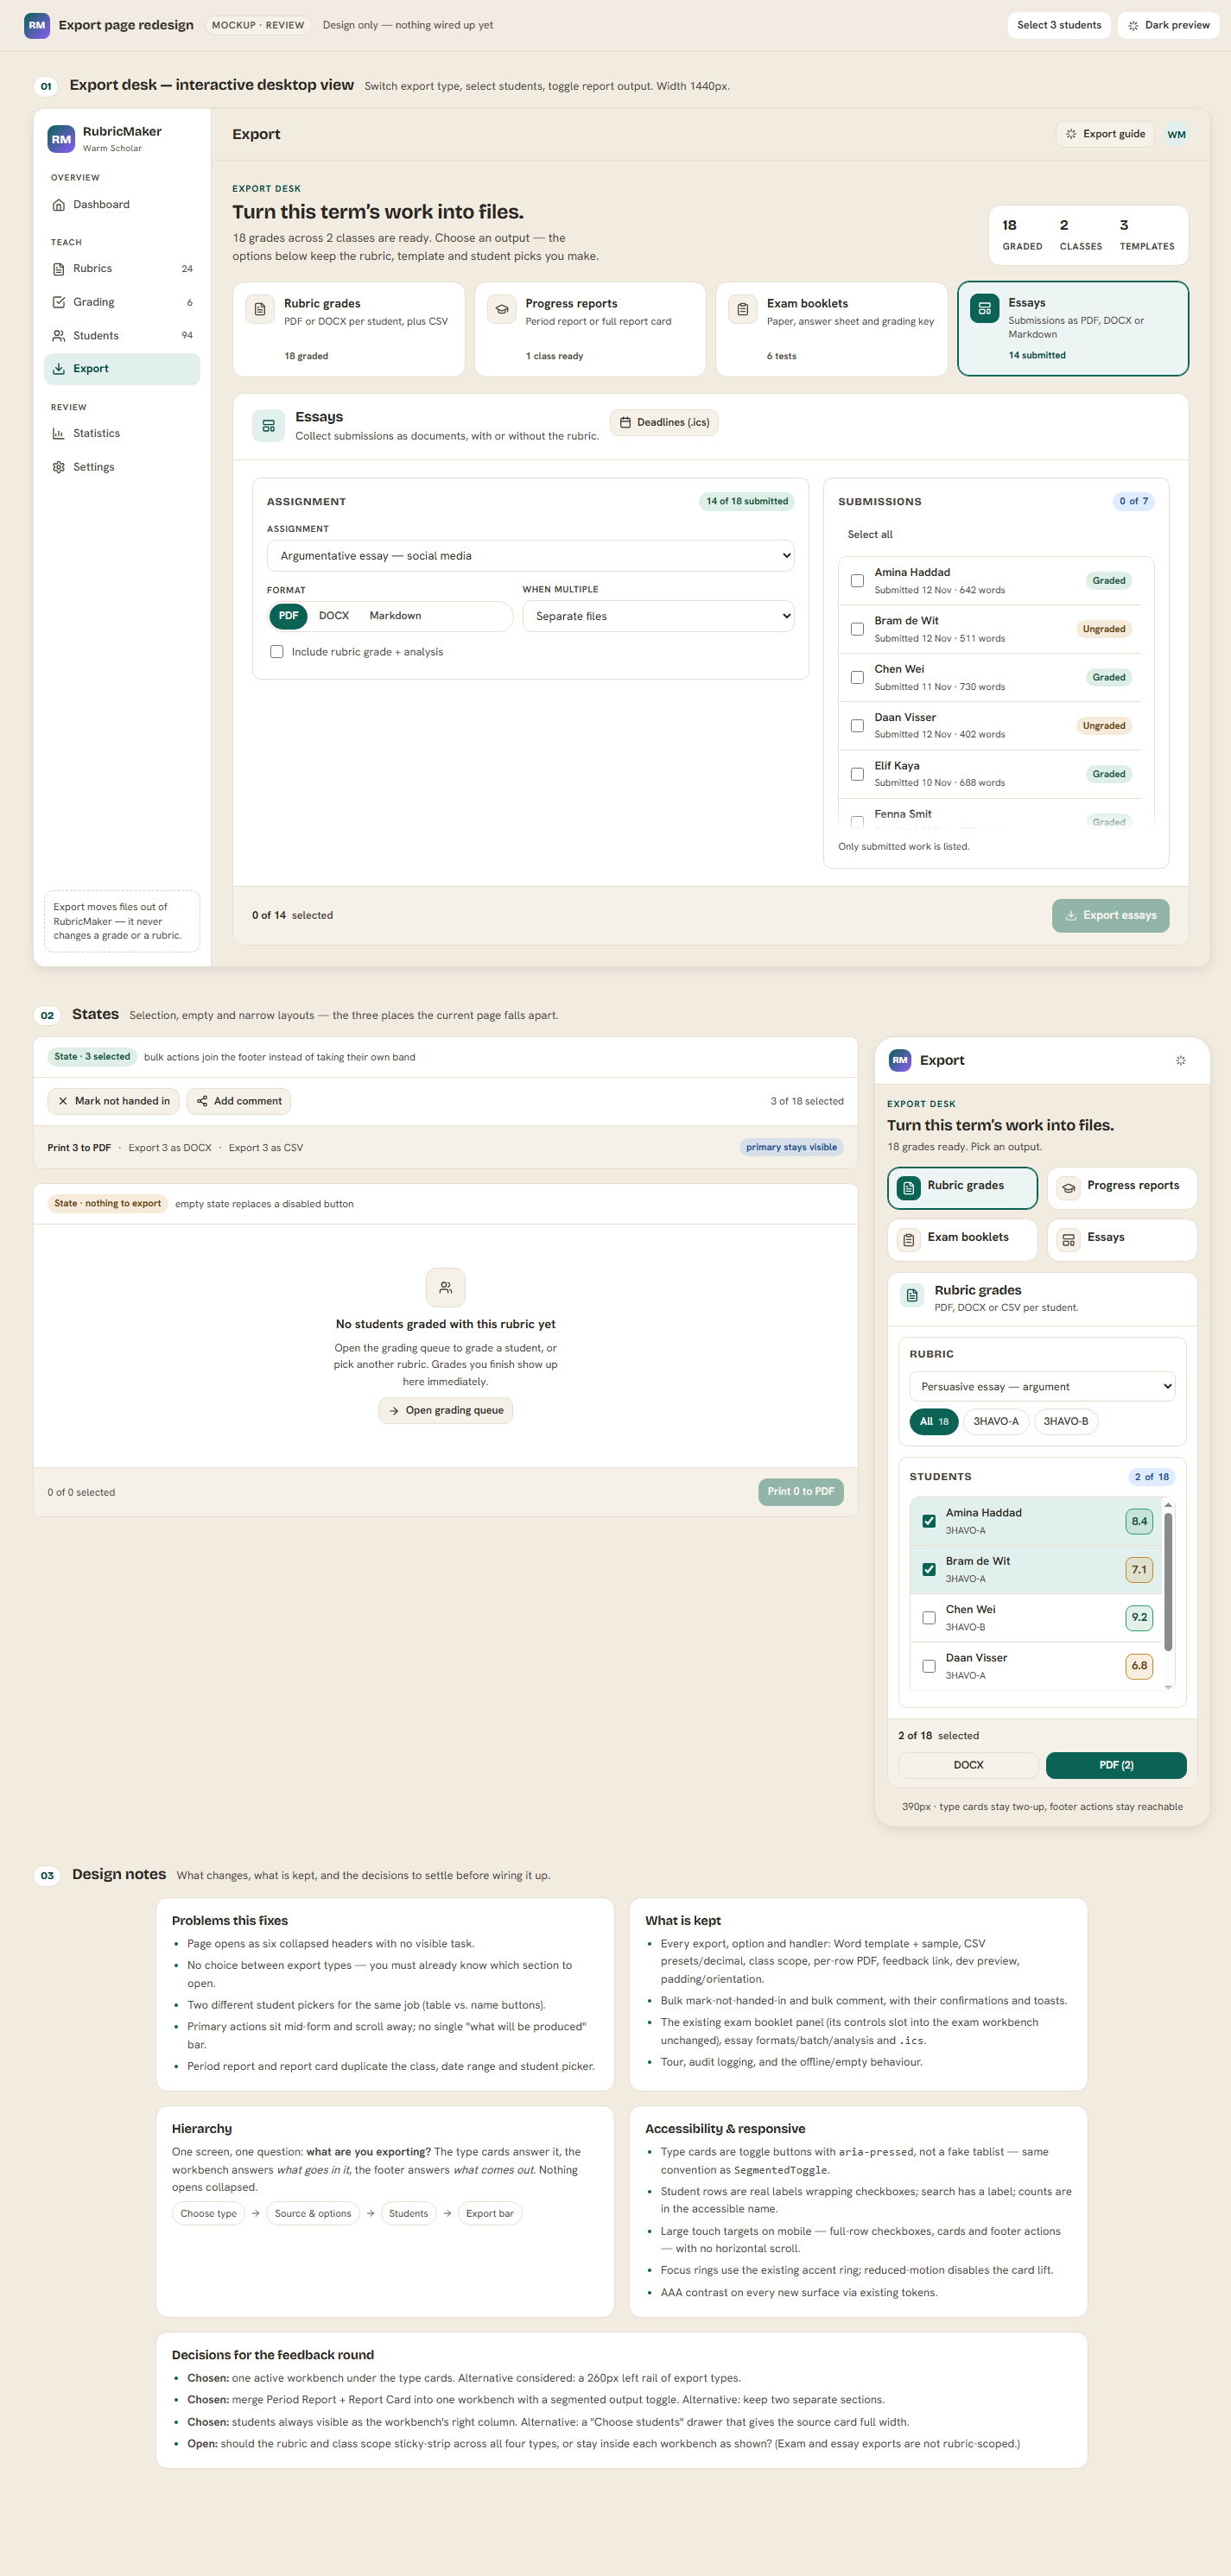 RM Export page redesign MOCKUP · REVIEW Design only — nothing wired up yet Select 3 students Dark preview
01 Export desk — interactive desktop view Switch export type, select students, toggle report output. Width 1440px.
RM RubricMaker
Warm Scholar
OVERVIEW
Dashboard
TEACH
Rubrics 24
Grading 6
Students 94
Export
REVIEW
Statistics
Settings
Export moves files out of
RubricMaker — it never
changes a grade or a rubric.
Export Export guide WM
EXPORT DESK
Turn this term's work into files.
18 grades across 2 classes are ready. Choose an output — the
options below keep the rubric, template and student picks you make.
18 2 3
GRADED CLASSES TEMPLATES
Rubric grades
PDF or DOCX per student, plus CSV
18 graded
Progress reports
Period report or full report card
1 class ready
Exam booklets
Paper, answer sheet and grading key
6 tests
Essays
Submissions as PDF, DOCX or
Markdown
14 submitted
Essays
Collect submissions as documents, with or without the rubric.
Deadlines (.ics)
ASSIGNMENT 14 of 18 submitted
ASSIGNMENT
Argumentative essay — social media
FORMAT WHEN MULTIPLE
PDF DOCX Markdown Separate files
Include rubric grade + analysis
SUBMISSIONS 0 of 7
Select all
Amina Haddad
Submitted 12 Nov · 642 words
Graded
Bram de Wit
Submitted 12 Nov · 511 words
Ungraded
Chen Wei
Submitted 11 Nov · 730 words
Graded
Daan Visser
Submitted 12 Nov · 402 words
Ungraded
Elif Kaya
Submitted 10 Nov · 688 words
Graded
Fenna Smit
Graded
Only submitted work is listed.
0 of 14 selected Export essays
02 States Selection, empty and narrow layouts — the three places the current page falls apart.
State · 3 selected bulk actions join the footer instead of taking their own band
Mark not handed in Add comment 3 of 18 selected
Print 3 to PDF · Export 3 as DOCX · Export 3 as CSV primary stays visible
State · nothing to export empty state replaces a disabled button
No students graded with this rubric yet
Open the grading queue to grade a student, or
pick another rubric. Grades you finish show up
here immediately.
Open grading queue
0 of 0 selected Print 0 to PDF
RM Export
EXPORT DESK
Turn this term's work into files.
18 grades ready. Pick an output.
Rubric grades Progress reports
Exam booklets Essays
Rubric grades
PDF, DOCX or CSV per student.
RUBRIC
Persuasive essay — argument
All 18 3HAVO-A 3HAVO-B
STUDENTS 2 of 18
Amina Haddad
3HAVO-A
8.4
Bram de Wit
3HAVO-A
7.1
Chen Wei
3HAVO-B
9.2
Daan Visser
3HAVO-A
6.8
2 of 18 selected
DOCX PDF (2)
390px · type cards stay two-up, footer actions stay reachable
03 Design notes What changes, what is kept, and the decisions to settle before wiring it up.
Problems this fixes
• Page opens as six collapsed headers with no visible task.
• No choice between export types — you must already know which section to
open.
• Two different student pickers for the same job (table vs. name buttons).
• Primary actions sit mid-form and scroll away; no single "what will be produced"
bar.
• Period report and report card duplicate the class, date range and student picker.
What is kept
• Every export, option and handler: Word template + sample, CSV
presets/decimal, class scope, per-row PDF, feedback link, dev preview,
padding/orientation.
• Bulk mark-not-handed-in and bulk comment, with their confirmations and toasts.
• The existing exam booklet panel (its controls slot into the exam workbench
unchanged), essay formats/batch/analysis and .ics.
• Tour, audit logging, and the offline/empty behaviour.
Hierarchy
One screen, one question: what are you exporting? The type cards answer it, the
workbench answers what goes in it, the footer answers what comes out. Nothing
opens collapsed.
Choose type → Source & options → Students → Export bar
Accessibility & responsive
• Type cards are toggle buttons with aria-pressed, not a fake tablist — same
convention as SegmentedToggle.
• Student rows are real labels wrapping checkboxes; search has a label; counts are
in the accessible name.
• Large touch targets on mobile — full-row checkboxes, cards and footer actions
— with no horizontal scroll.
• Focus rings use the existing accent ring; reduced-motion disables the card lift.
• AAA contrast on every new surface via existing tokens.
Decisions for the feedback round
• Chosen: one active workbench under the type cards. Alternative considered: a 260px left rail of export types.
• Chosen: merge Period Report + Report Card into one workbench with a segmented output toggle. Alternative: keep two separate sections.
• Chosen: students always visible as the workbench's right column. Alternative: a "Choose students" drawer that gives the source card full width.
• Open: should the rubric and class scope sticky-strip across all four types, or stay inside each workbench as shown? (Exam and essay exports are not rubric-scoped.)